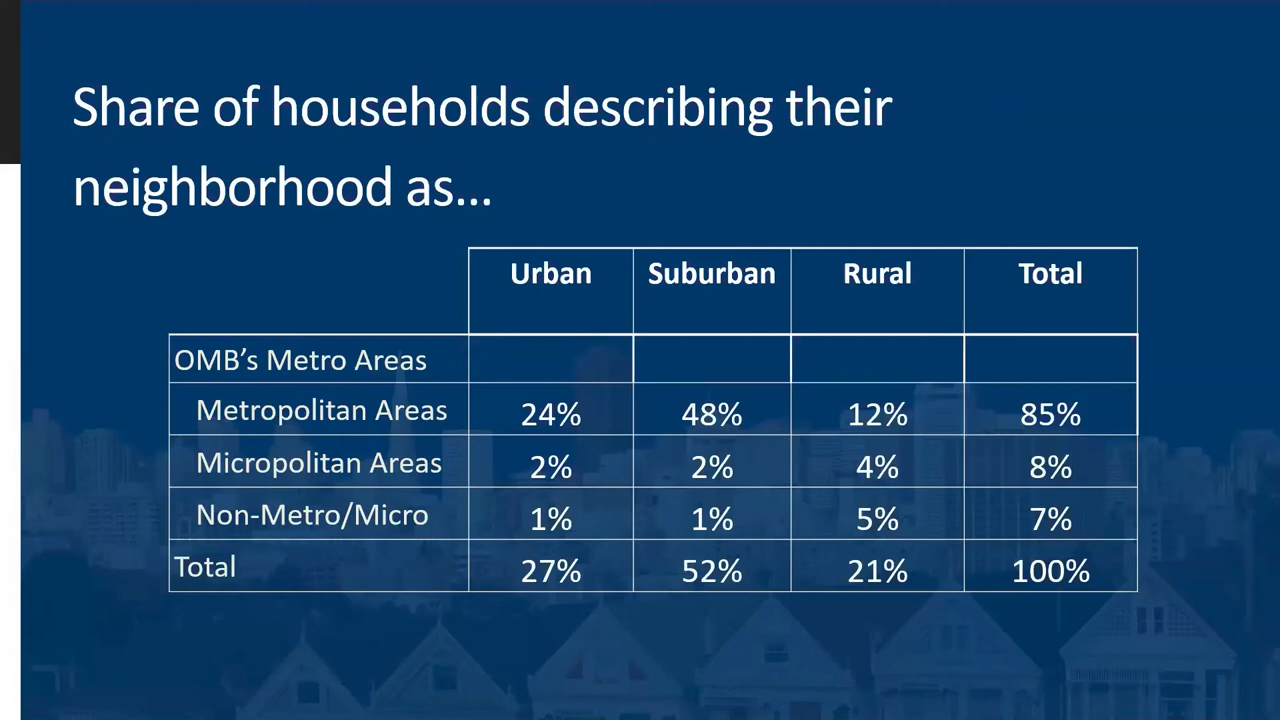 Share of households describing their
neighborhood as...
Urban Suburban Rural Total
OMB's Metro Areas
Metropolitan Areas 24% 48% 12% 85%
Micropolitan Areas 2% 2% 4% 8%
Non-Metro/Micro 1% 1% 5% 7%
Total 27% 52% 21% 100%